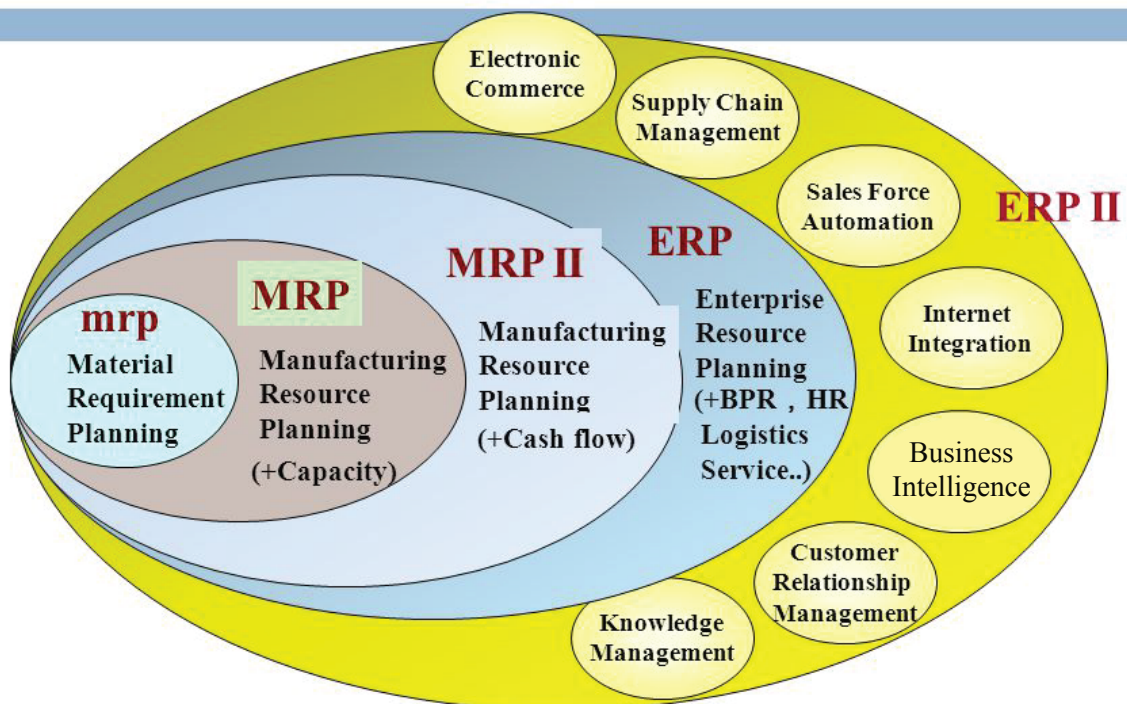 mrp
Material
Requirement
Planning
MRP
Manufacturing
Resource
Planning
(+Capacity)
MRP II
Manufacturing
Resource
Planning
(+Cash flow)
ERP
Enterprise
Resource
Planning
(+BPR , HR
Logistics
Service..)
ERP II
Electronic
Commerce
Supply Chain
Management
Sales Force
Automation
Internet
Integration
Business
Intelligence
Customer
Relationship
Management
Knowledge
Management